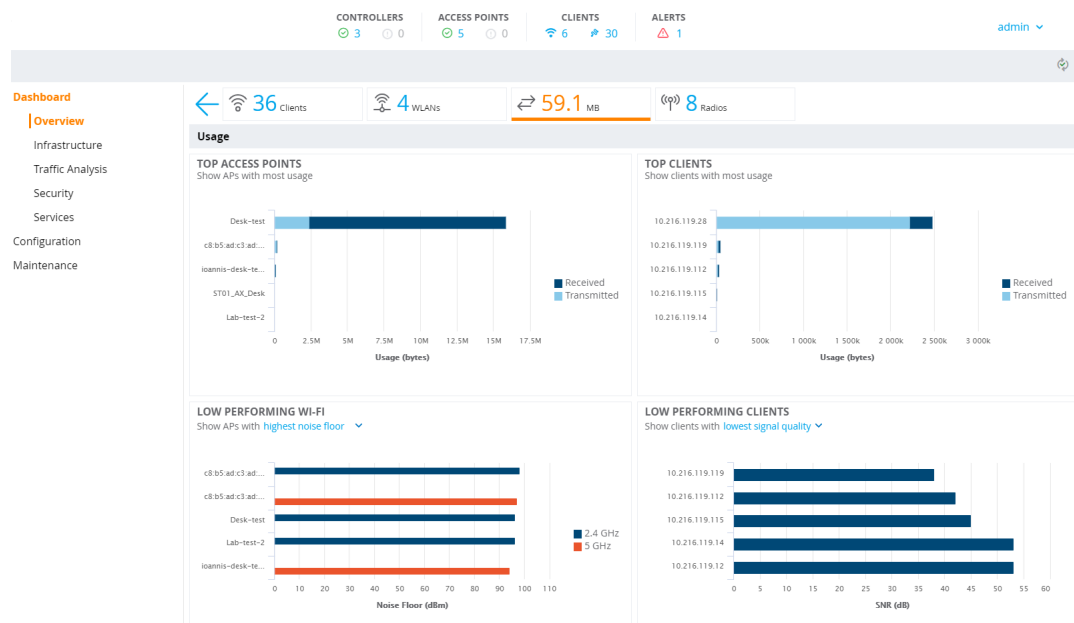 CONTROLLERS ACCESS POINTS CLIENTS ALERTS
3 0 5 0 6 30 1
admin
Dashboard
Overview
Infrastructure
Traffic Analysis
Security
Services
Configuration
Maintenance
36 Clients 4 WLANs 59.1 MB 8 Radios
Usage
TOP ACCESS POINTS
Show APs with most usage
Desk-test
c8:b5:ad:c3:ad:...
ioannis-desk-te...
ST01_AX_Desk
Lab-test-2
0 2.5M 5M 7.5M 10M 12.5M 15M 17.5M
Usage (bytes)
Received
Transmitted
TOP CLIENTS
Show clients with most usage
10.216.119.28
10.216.119.119
10.216.119.112
10.216.119.115
10.216.119.14
0 500k 1 000k 1 500k 2 000k 2 500k 3 000k
Usage (bytes)
Received
Transmitted
LOW PERFORMING WI-FI
Show APs with highest noise floor
c8:b5:ad:c3:ad:...
c8:b5:ad:c3:ad:...
Desk-test
Lab-test-2
ioannis-desk-te...
0 10 20 30 40 50 60 70 80 90 100 110
Noise Floor (dBm)
2.4 GHz
5 GHz
LOW PERFORMING CLIENTS
Show clients with lowest signal quality
10.216.119.119
10.216.119.112
10.216.119.115
10.216.119.14
10.216.119.12
0 5 10 15 20 25 30 35 40 45 50 55 60
SNR (dB)